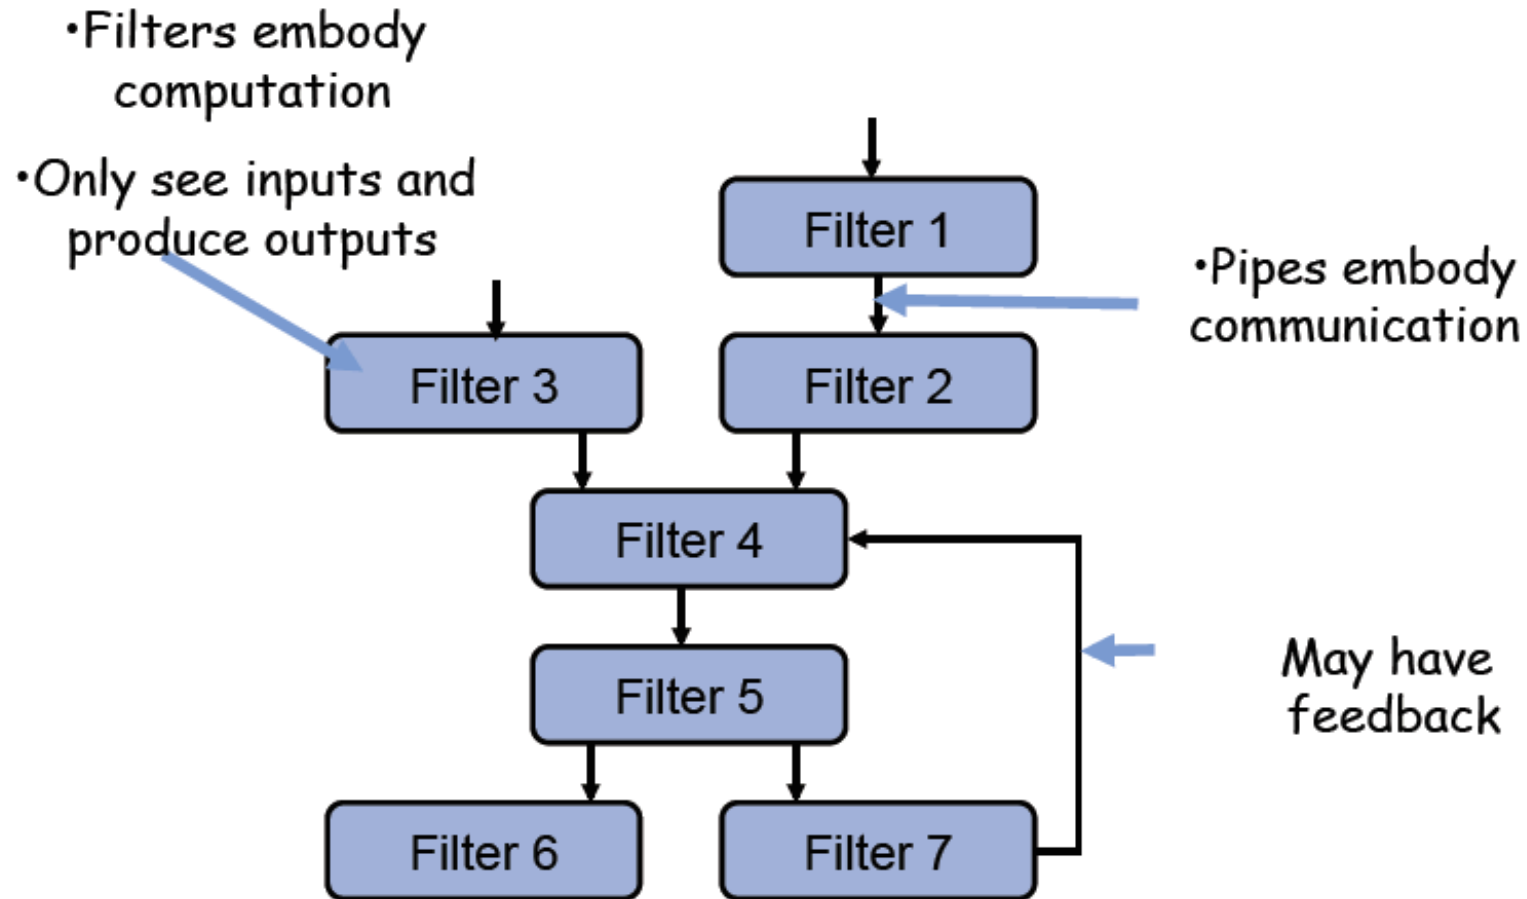 •Filters embody
computation
•Only see inputs and
produce outputs
Filter 1
•Pipes embody
communication
Filter 3
Filter 2
Filter 4
May have
feedback
Filter 5
Filter 6
Filter 7